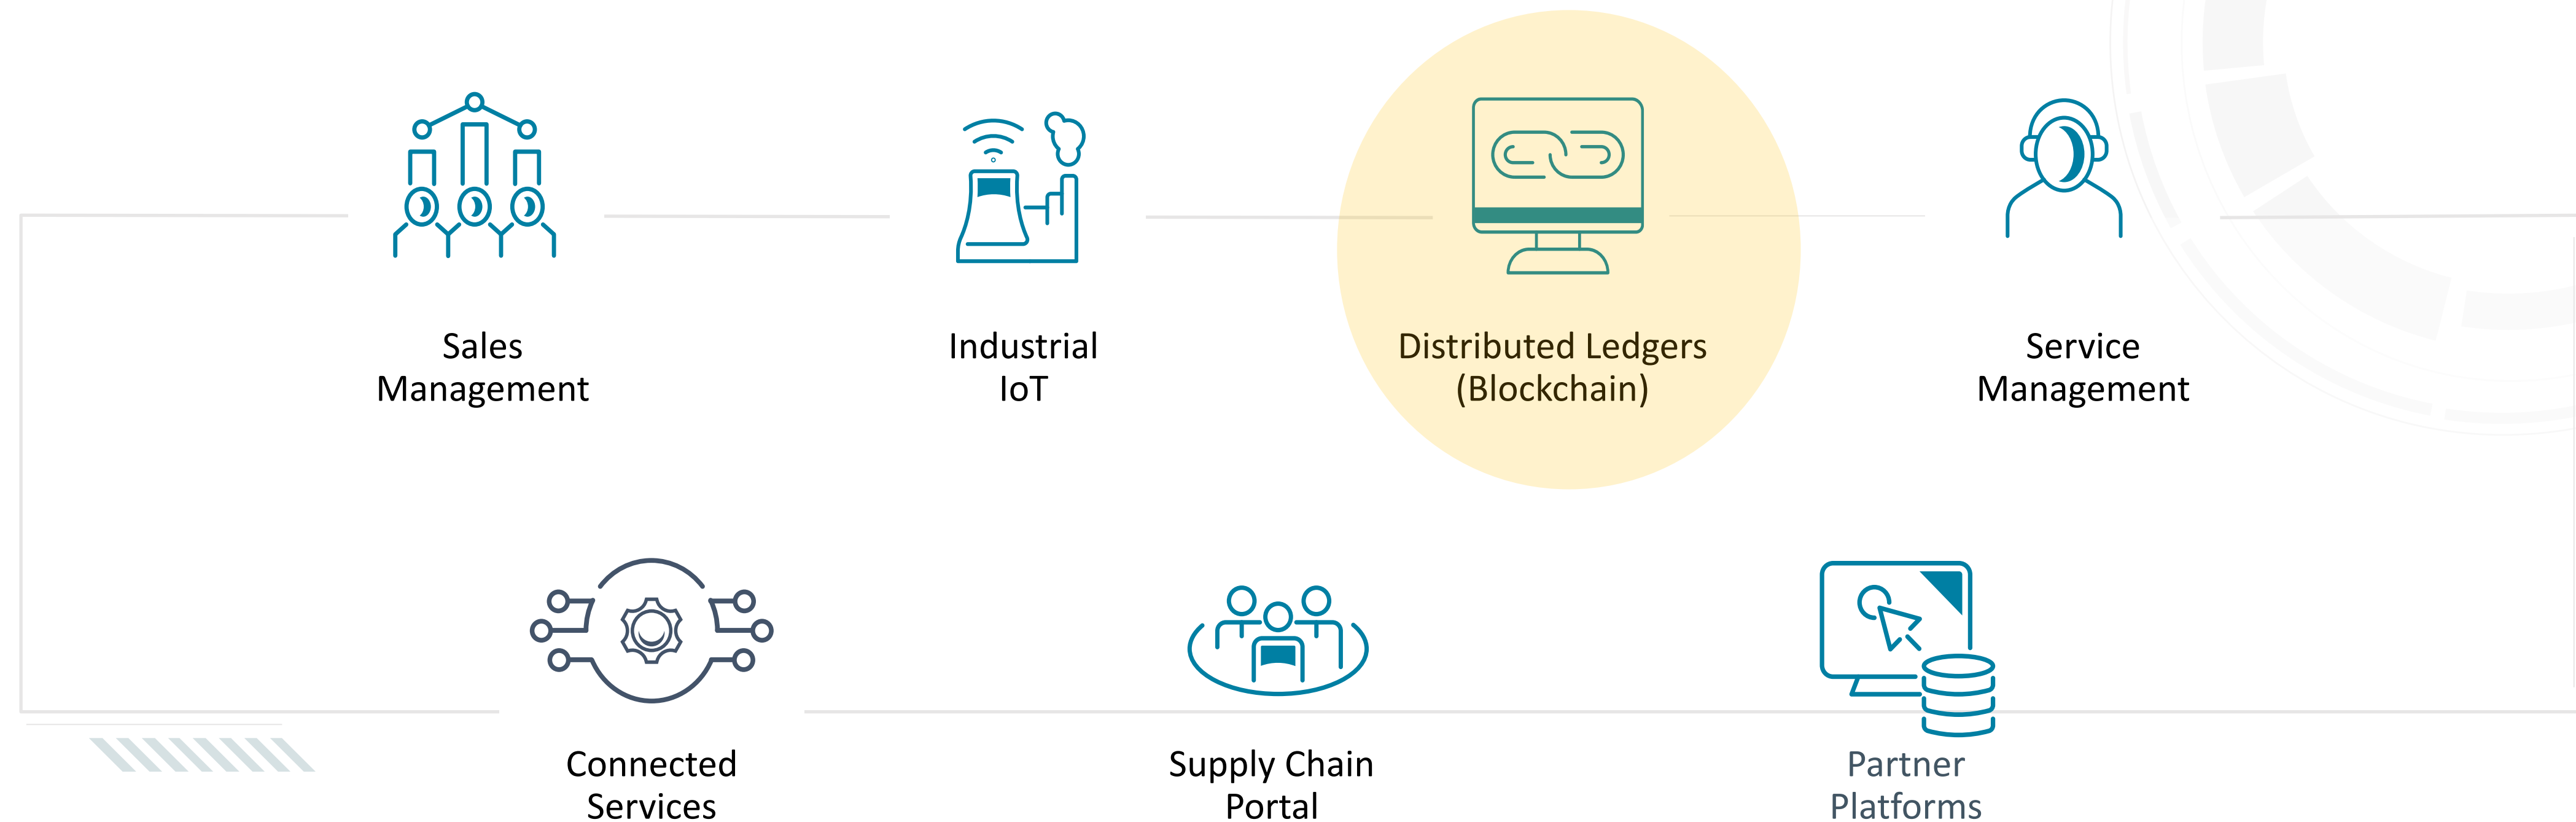 Sales
Management
Industrial
IoT
Distributed Ledgers
(Blockchain)
Service
Management
Connected
Services
Supply Chain
Portal
Partner
Platforms